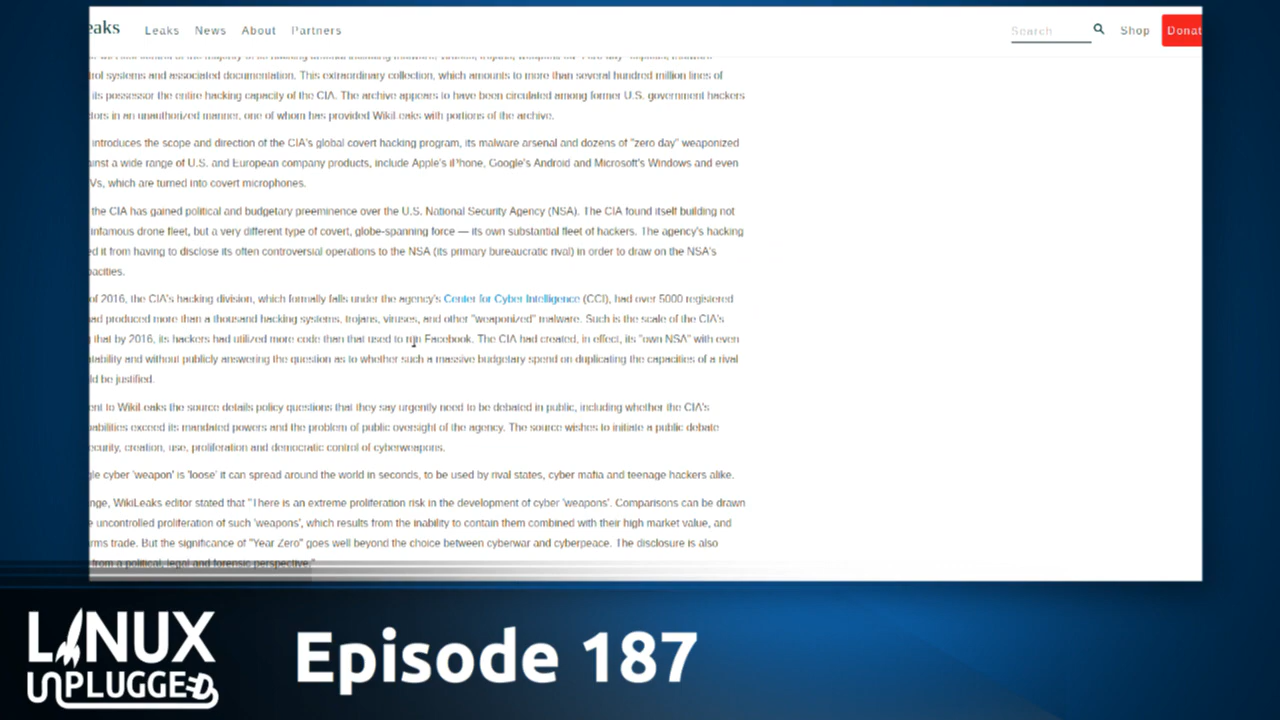 eaks
Leaks News About Partners
Search
Shop
Donat
rol systems and associated documentation. This extraordinary collection, which amounts to more than several hundred million lines of
its possessor the entire hacking capacity of the CIA. The archive appears to have been circulated among former U.S. government hackers
tors in an unauthorized manner, one of whom has provided WikiLeaks with portions of the archive.
introduces the scope and direction of the CIA's global covert hacking program, its malware arsenal and dozens of "zero day" weaponized
inst a wide range of U.S. and European company products, include Apple's iPhone, Google's Android and Microsoft's Windows and even
Vs, which are turned into covert microphones.
the CIA has gained political and budgetary preeminence over the U.S. National Security Agency (NSA). The CIA found itself building not
infamous drone fleet, but a very different type of covert, globe-spanning force — its own substantial fleet of hackers. The agency's hacking
ed it from having to disclose its often controversial operations to the NSA (its primary bureaucratic rival) in order to draw on the NSA's
pacities.
of 2016, the CIA's hacking division, which formally falls under the agency's Center for Cyber Intelligence (CCI), had over 5000 registered
ad produced more than a thousand hacking systems, trojans, viruses, and other "weaponized" malware. Such is the scale of the CIA's
that by 2016, its hackers had utilized more code than that used to run Facebook. The CIA had created, in effect, its "own NSA" with even
tability and without publicly answering the question as to whether such a massive budgetary spend on duplicating the capacities of a rival
ld be justified.
ent to WikiLeaks the source details policy questions that they say urgently need to be debated in public, including whether the CIA's
abilities exceed its mandated powers and the problem of public oversight of the agency. The source wishes to initiate a public debate
ecurity, creation, use, proliferation and democratic control of cyberweapons.
gle cyber 'weapon' is 'loose' it can spread around the world in seconds, to be used by rival states, cyber mafia and teenage hackers alike.
nge, WikiLeaks editor stated that "There is an extreme proliferation risk in the development of cyber 'weapons'. Comparisons can be drawn
e uncontrolled proliferation of such 'weapons', which results from the inability to contain them combined with their high market value, and
rms trade. But the significance of "Year Zero" goes well beyond the choice between cyberwar and cyberpeace. The disclosure is also
from a political, legal and forensic perspective."
LINUX
UNPLUGGED
Episode 187